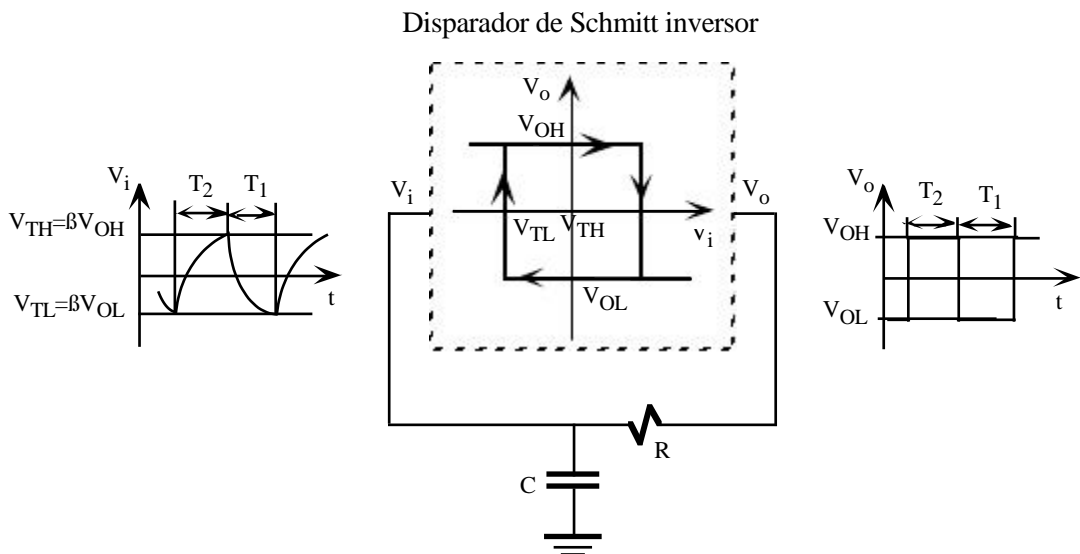 Disparador de Schmitt inversor
V_o
V_OH
V_TL V_TH
v_i
V_OL
V_i
T_2 T_1
V_TH=ßV_OH
V_TL=ßV_OL
t
V_i
V_o
R
C
V_o
T_2 T_1
V_OH
V_OL
t